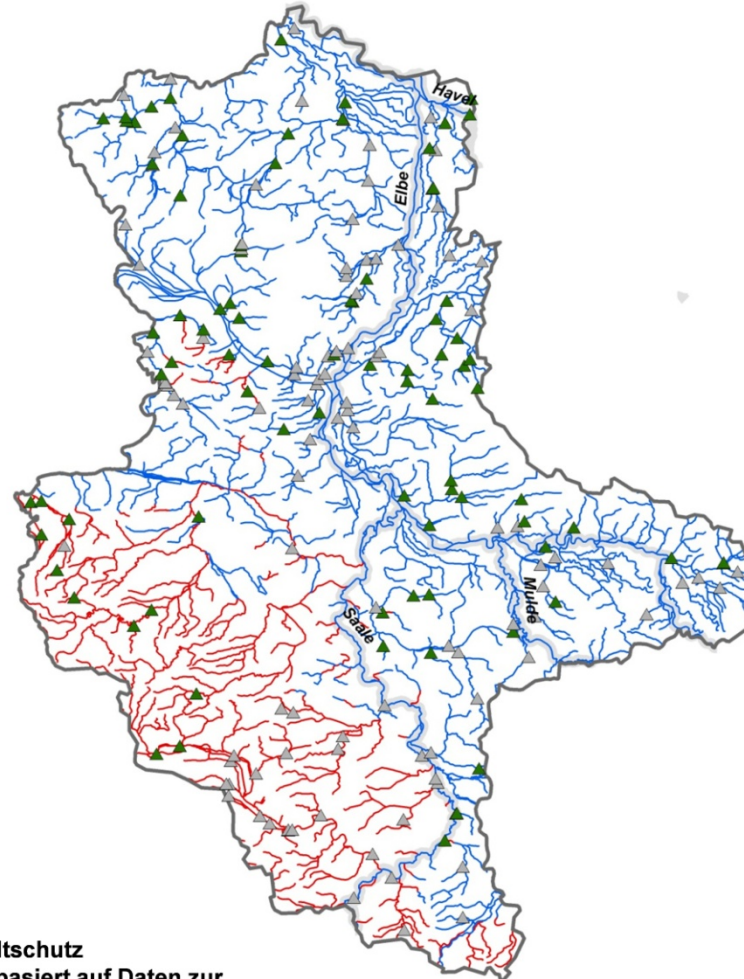 Havel
Elbe
Mulde
Saale
ltschutz
basiert auf Daten zur